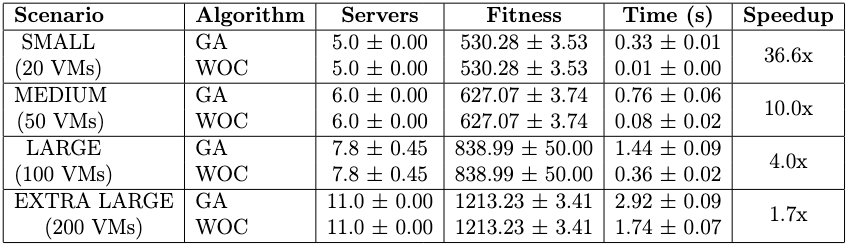 Scenario Algorithm Servers Fitness Time (s) Speedup
SMALL GA 5.0 ± 0.00 530.28 ± 3.53 0.33 ± 0.01
36.6x
(20 VMs) WOC 5.0 ± 0.00 530.28 ± 3.53 0.01 ± 0.00
MEDIUM GA 6.0 ± 0.00 627.07 ± 3.74 0.76 ± 0.06
10.0x
(50 VMs) WOC 6.0 ± 0.00 627.07 ± 3.74 0.08 ± 0.02
LARGE GA 7.8 ± 0.45 838.99 ± 50.00 1.44 ± 0.09
4.0x
(100 VMs) WOC 7.8 ± 0.45 838.99 ± 50.00 0.36 ± 0.02
EXTRA LARGE GA 11.0 ± 0.00 1213.23 ± 3.41 2.92 ± 0.09
1.7x
(200 VMs) WOC 11.0 ± 0.00 1213.23 ± 3.41 1.74 ± 0.07